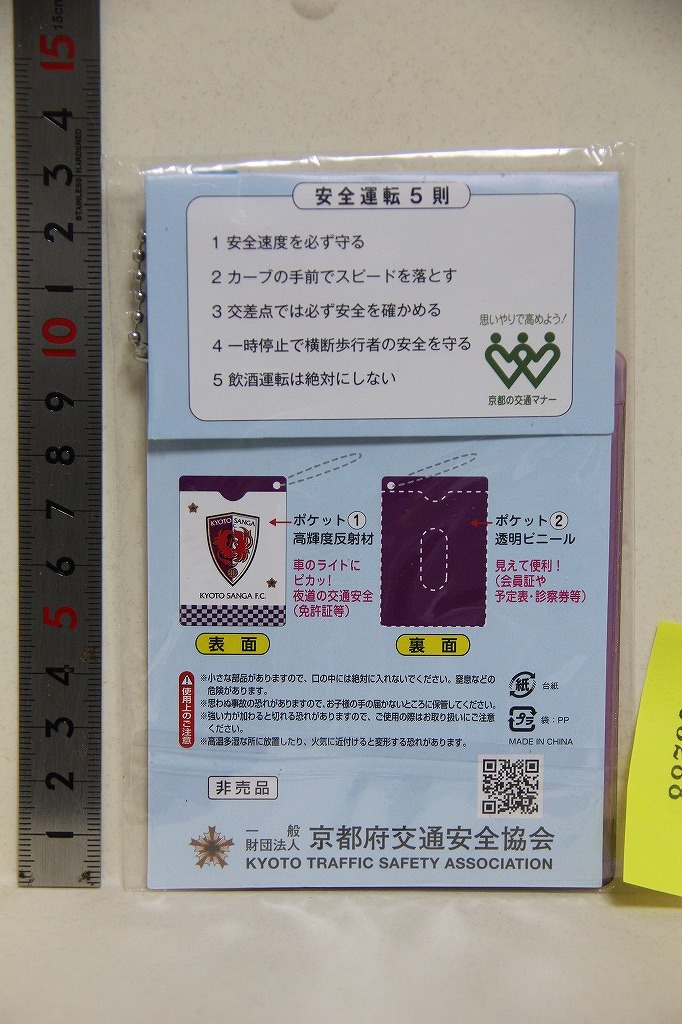 安全運転5則
1 安全速度を必ず守る
2 カーブの手前でスピードを落とす
3 交差点では必ず安全を確かめる
4 一時停止で横断歩行者の安全を守る
5 飲酒運転は絶対にしない
思いやりで高めよう!
京都の交通マナー
KYOTO SANGA
KYOTO SANGA F.C.
ポケット①
高輝度反射材
車のライトに
ピカッ!
夜道の交通安全
(免許証等)
表面
ポケット②
透明ビニール
見えて便利!
(会員証や
予定表・診察券等)
裏面
使用上のご注意
※小さな部品がありますので、口の中には絶対に入れないでください。窒息などの
危険があります。
※思わぬ事故の恐れがありますので、お子様の手の届かないところに保管してください。
※強い力が加わると切れる恐れがありますので、ご使用の際はお取り扱いにご注意
ください。
※高温多湿な所に放置したり、火気に近付けると変形する恐れがあります。
紙 台紙
プラ 袋:PP
MADE IN CHINA
非売品
一般
財団法人 京都府交通安全協会
KYOTO TRAFFIC SAFETY ASSOCIATION
15cm
15
4
3
STAINLESS HARDENED
2
1
10
9
8
7
6
5
4
3
2
1